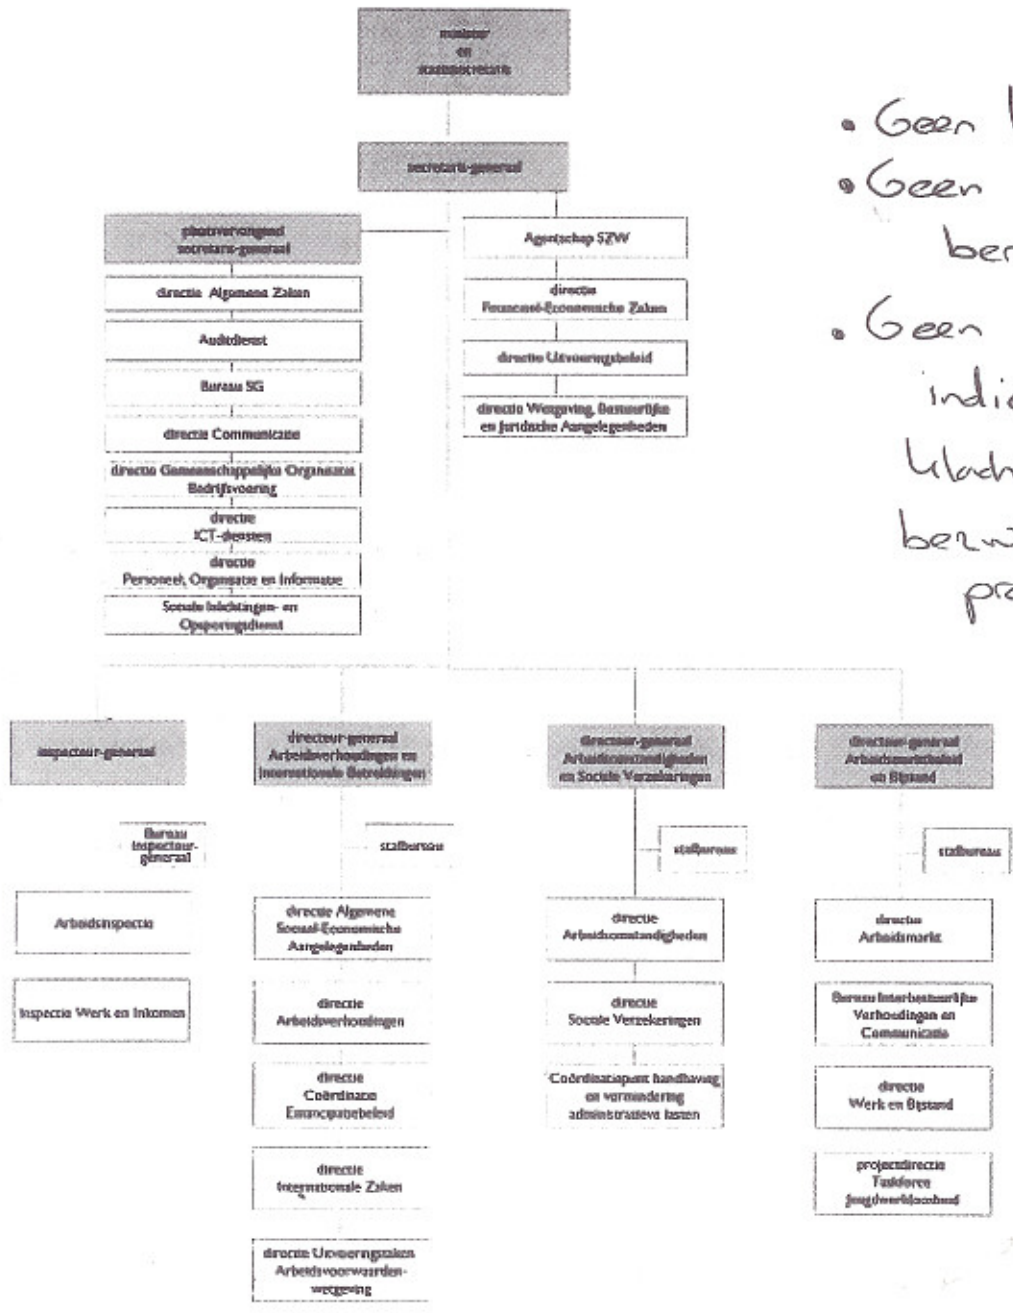 minister
en
staatssecretaris
secretaris-generaal
plaatsvervangend
secretaris-generaal
directie Algemene Zaken
Auditdienst
Bureau SG
directie Communicatie
directie Gemeenschappelijke Organisatie
Bedrijfsvoering
directie
ICT-diensten
directie
Personeel, Organisatie en Informatie
Sociale Inlichtingen- en
Opsporingsdienst
Agentschap SZW
directie
Financieel-Economische Zaken
directie Uitvoeringsbeleid
directie Wetgeving, Bestuurlijke
en Juridische Aangelegenheden
• Geen
• Geen
• Geen
inspecteur-generaal
Bureau
Inspecteur-
generaal
Arbeidsinspectie
Inspectie Werk en Inkomen
directeur-generaal
Arbeidsverhoudingen en
Internationale Betrekkingen
stafbureau
directie Algemene
Sociaal-Economische
Aangelegenheden
directie
Arbeidsverhoudingen
directie
Coördinatie
Emancipatiebeleid
directie
Internationale Zaken
directie Uitvoeringstaken
Arbeidsvoorwaarden-
wetgeving
directeur-generaal
Arbeidsomstandigheden
en Sociale Verzekeringen
stafbureau
directie
Arbeidsomstandigheden
directie
Sociale Verzekeringen
Coördinatiepunt handhaving
en vermindering
administratieve lasten
directeur-generaal
Arbeidsmarktbeleid
en Bijstand
stafbureau
directie
Arbeidsmarkt
Bureau Interbestuurlijke
Verhoudingen en
Communicatie
directie
Werk en Bijstand
projectdirectie
Taskforce
Jeugdwerkloosheid